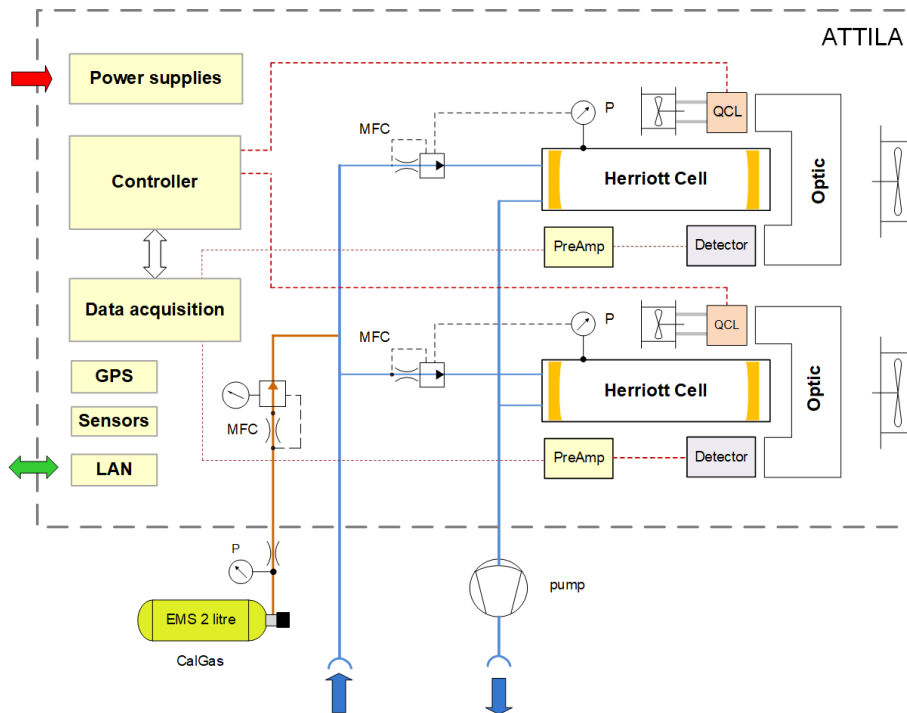 ATTILA
Power supplies
Controller
Data acquisition
GPS
Sensors
LAN
MFC
P
QCL
Herriott Cell
Optic
PreAmp
Detector
MFC
P
QCL
Herriott Cell
Optic
PreAmp
Detector
MFC
P
EMS 2 litre
CalGas
pump